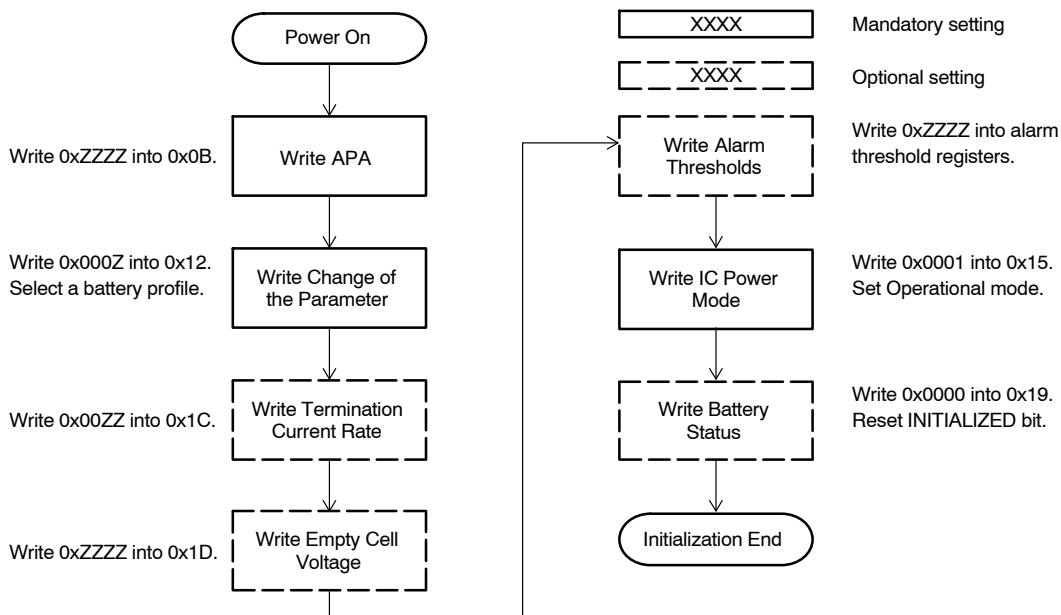 Power On
Write 0xZZZZ into 0x0B.
Write APA
Write 0x000Z into 0x12.
Select a battery profile.
Write Change of
the Parameter
Write 0x00ZZ into 0x1C.
Write Termination
Current Rate
Write 0xZZZZ into 0x1D.
Write Empty Cell
Voltage
XXXX
Mandatory setting
XXXX
Optional setting
Write Alarm
Thresholds
Write 0xZZZZ into alarm
threshold registers.
Write IC Power
Mode
Write 0x0001 into 0x15.
Set Operational mode.
Write Battery
Status
Write 0x0000 into 0x19.
Reset INITIALIZED bit.
Initialization End